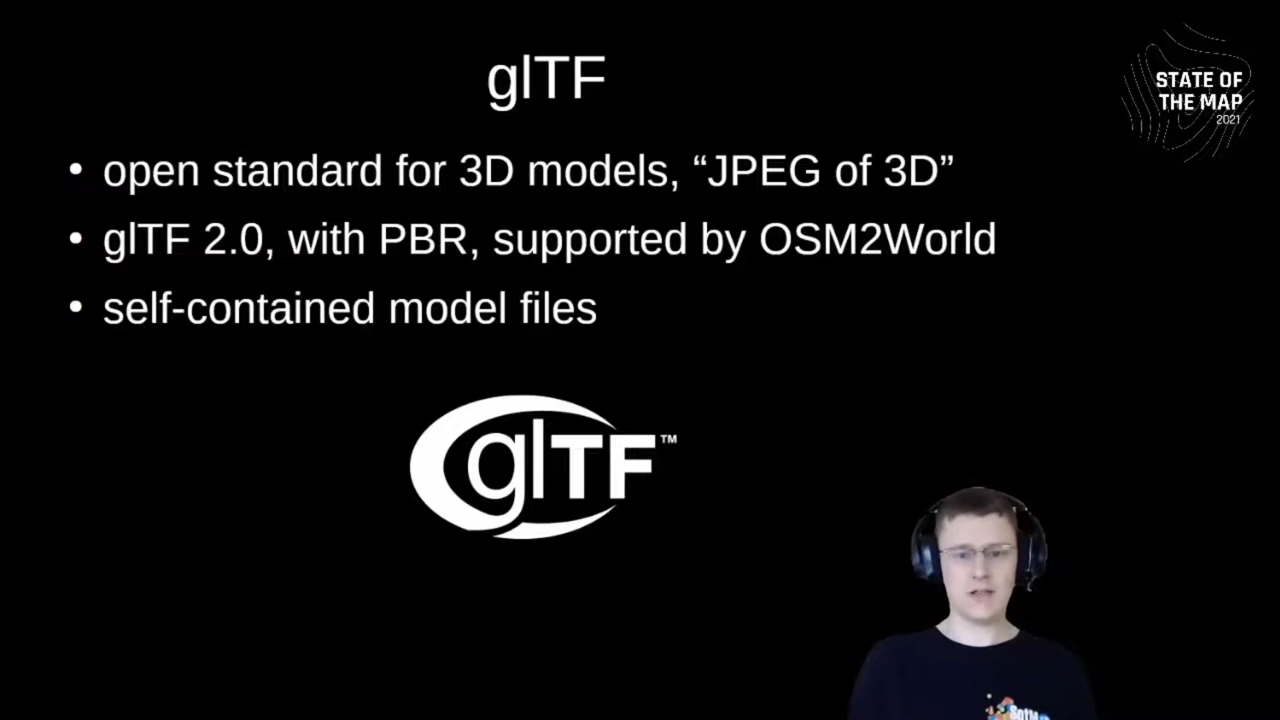 glTF
STATE OF
THE MAP
2021
• open standard for 3D models, “JPEG of 3D”
• glTF 2.0, with PBR, supported by OSM2World
• self-contained model files
glTF™
SotM